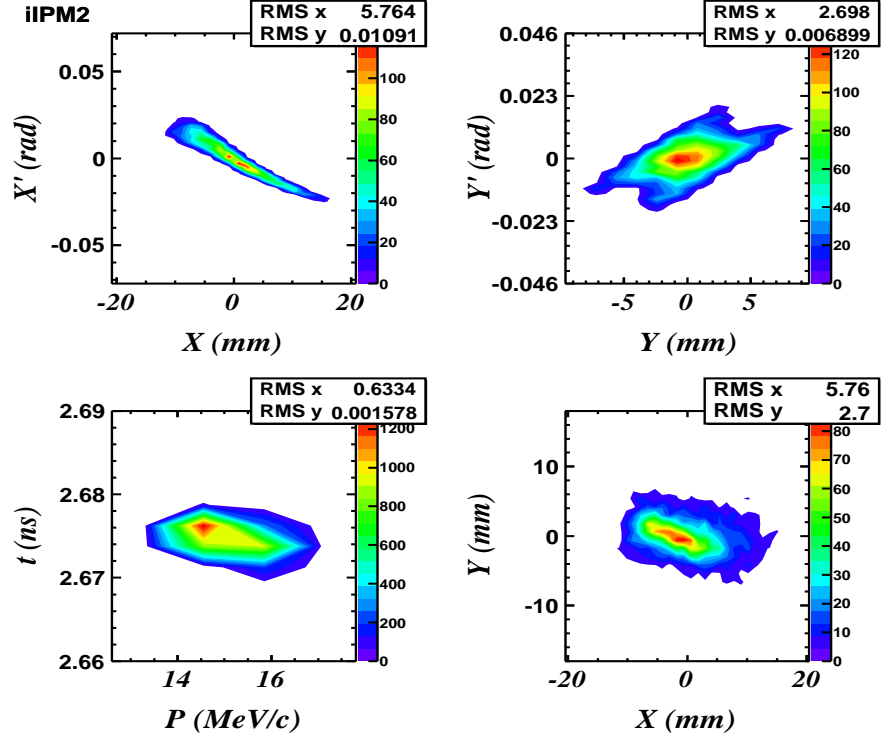 iIPM2
RMS x 5.764
RMS y 0.01091
0.05
0
-0.05
-20 0 20
X (mm)
X' (rad)
100
80
60
40
20
0
RMS x 2.698
RMS y 0.006899
0.046
0.023
0
-0.023
-0.046
-5 0 5
Y (mm)
Y' (rad)
120
100
80
60
40
20
0
RMS x 0.6334
RMS y 0.001578
2.69
2.68
2.67
2.66
14 16
P (MeV/c)
t (ns)
1200
1000
800
600
400
200
0
RMS x 5.76
RMS y 2.7
10
0
-10
-20 0 20
X (mm)
Y (mm)
80
70
60
50
40
30
20
10
0